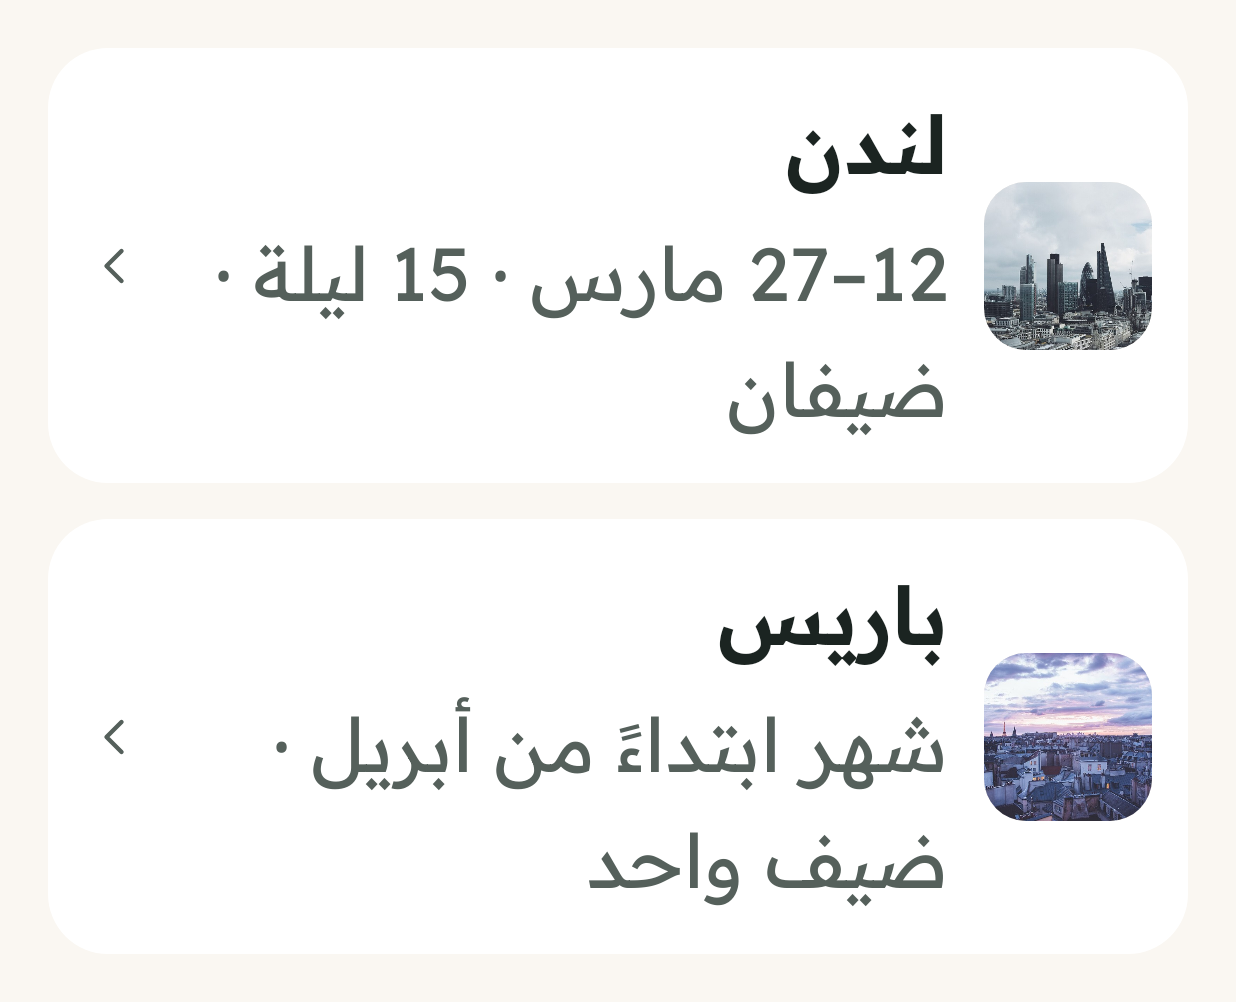 لندن
12–27 مارس · 15 ليلة ·
ضيفان
باريس
شهر ابتداءً من أبريل ·
ضيف واحد